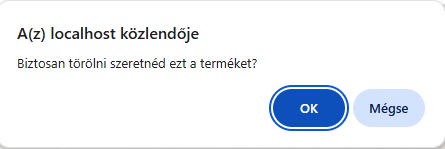 A(z) localhost közlendője
Biztosan törölni szeretnéd ezt a terméket?
OK
Mégse